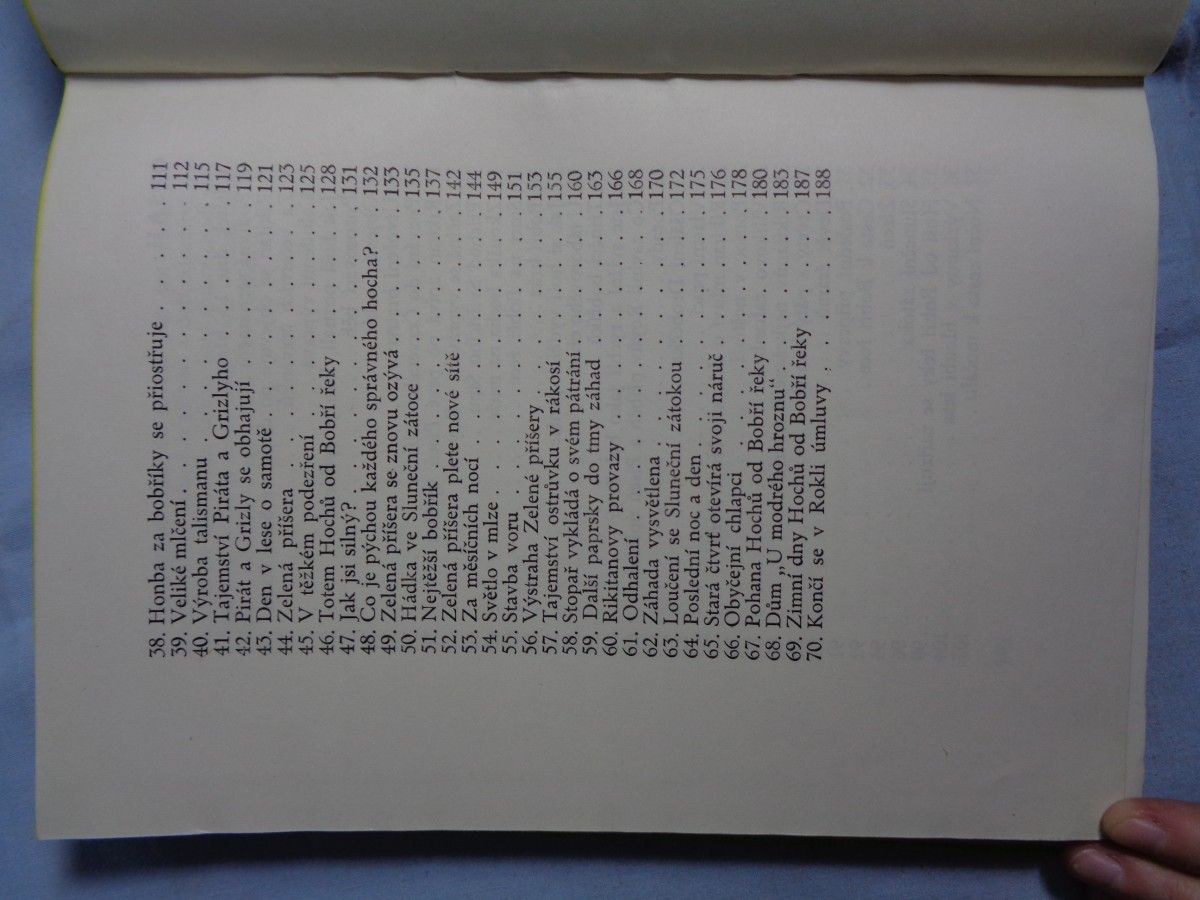 38. Honba za bobříky se přiostřuje . . . . . 111
39. Veliké mlčení . . . . . . . . . . . . 112
40. Výroba talismanu . . . . . . . . . . . 115
41. Tajemství Piráta a Grizlyho . . . . . . . 117
42. Pirát a Grizly se obhajují . . . . . . . . 119
43. Den v lese o samotě . . . . . . . . . . 121
44. Zelená příšera . . . . . . . . . . . . 123
45. V těžkém podezření . . . . . . . . . . 125
46. Totem Hochů od Bobří řeky . . . . . . . 128
47. Jak jsi silný? . . . . . . . . . . . . 131
48. Co je pýchou každého správného hocha? . . 132
49. Zelená příšera se znovu ozývá . . . . . . 133
50. Hádka ve Sluneční zátoce . . . . . . . . 135
51. Nejtěžší bobřík . . . . . . . . . . . . 137
52. Zelená příšera plete nové sítě . . . . . . . 142
53. Za měsíčních nocí . . . . . . . . . . . 144
54. Světlo v mlze . . . . . . . . . . . . 149
55. Stavba voru . . . . . . . . . . . . . 151
56. Výstraha Zelené příšery . . . . . . . . . 153
57. Tajemství ostrůvku v rákosí . . . . . . . 155
58. Stopař vykládá o svém pátrání . . . . . . 160
59. Další paprsky do tmy záhad . . . . . . . 163
60. Rikitanovy provazy . . . . . . . . . . 166
61. Odhalení . . . . . . . . . . . . . . 168
62. Záhada vysvětlena . . . . . . . . . . . 170
63. Loučení se Sluneční zátokou . . . . . . . 172
64. Poslední noc a den . . . . . . . . . . . 175
65. Stará čtvrť otevírá svoji náruč . . . . . . 176
66. Obyčejní chlapci . . . . . . . . . . . 178
67. Pohana Hochů od Bobří řeky . . . . . . . 180
68. Dům „U modrého hroznu“ . . . . . . . . 183
69. Zimní dny Hochů od Bobří řeky . . . . . . 187
70. Končí se v Rokli úmluvy . . . . . . . . 188